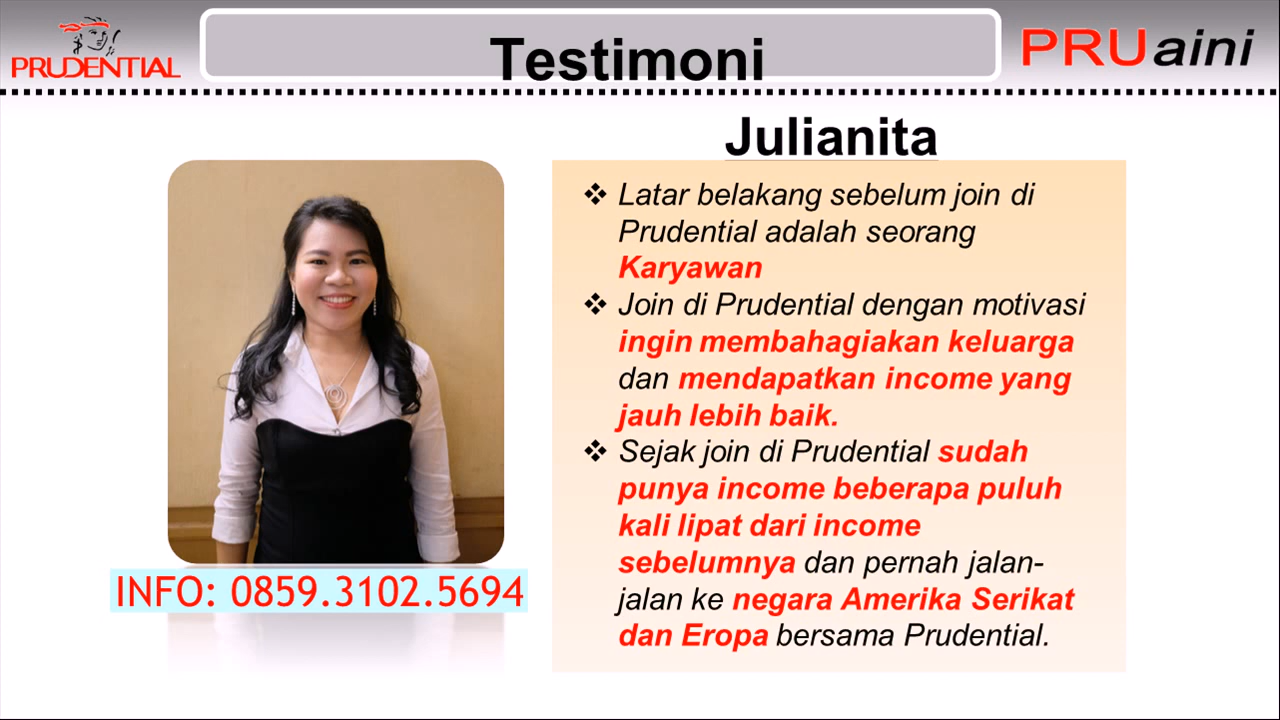 PRUDENTIAL
Testimoni
PRUaini
Julianita
❖ Latar belakang sebelum join di
Prudential adalah seorang
Karyawan
❖ Join di Prudential dengan motivasi
ingin membahagiakan keluarga
dan mendapatkan income yang
jauh lebih baik.
❖ Sejak join di Prudential sudah
punya income beberapa puluh
kali lipat dari income
sebelumnya dan pernah jalan-
jalan ke negara Amerika Serikat
dan Eropa bersama Prudential.
INFO: 0859.3102.5694